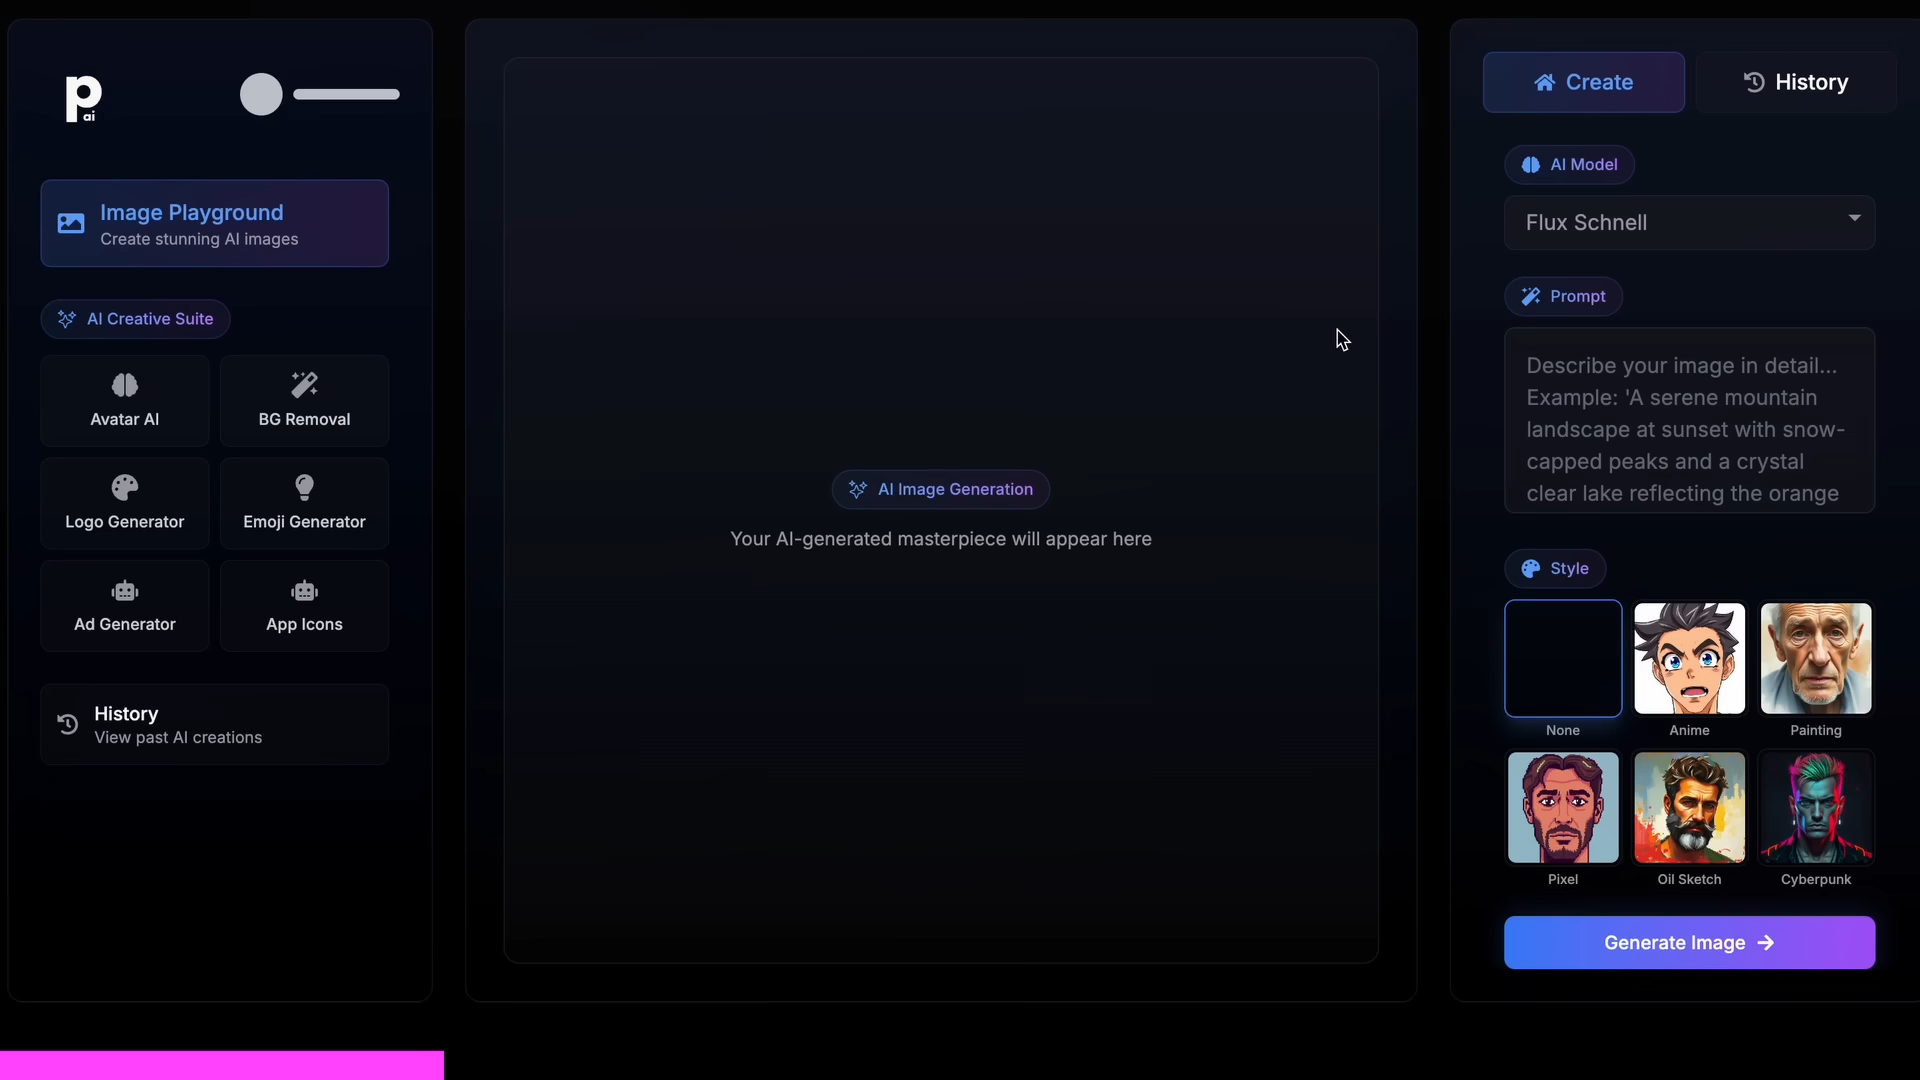 p
ai
Image Playground
Create stunning AI images
AI Creative Suite
Avatar AI
BG Removal
Logo Generator
Emoji Generator
Ad Generator
App Icons
History
View past AI creations
AI Image Generation
Your AI-generated masterpiece will appear here
Create
History
AI Model
Flux Schnell
Prompt
Describe your image in detail...
Example: 'A serene mountain
landscape at sunset with snow-
capped peaks and a crystal
clear lake reflecting the orange
Style
None
Anime
Painting
Pixel
Oil Sketch
Cyberpunk
Generate Image